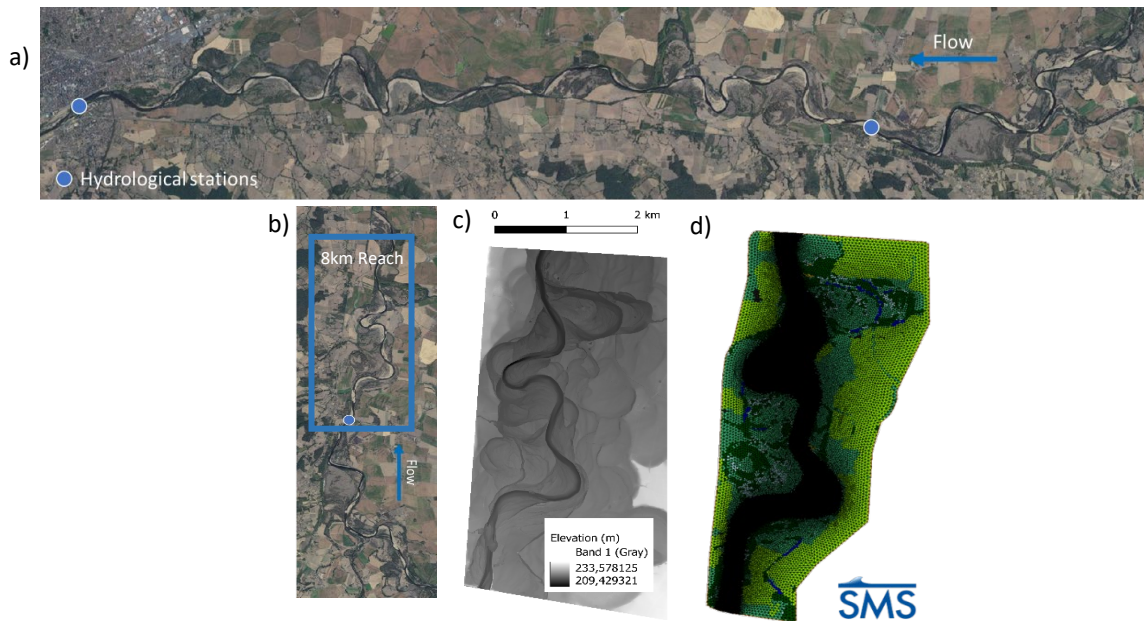 a)
Flow
Hydrological stations
b)
c)
0 1 2 km
d)
8km Reach
Flow
Elevation (m)
Band 1 (Gray)
233,578125
209,429321
SMS